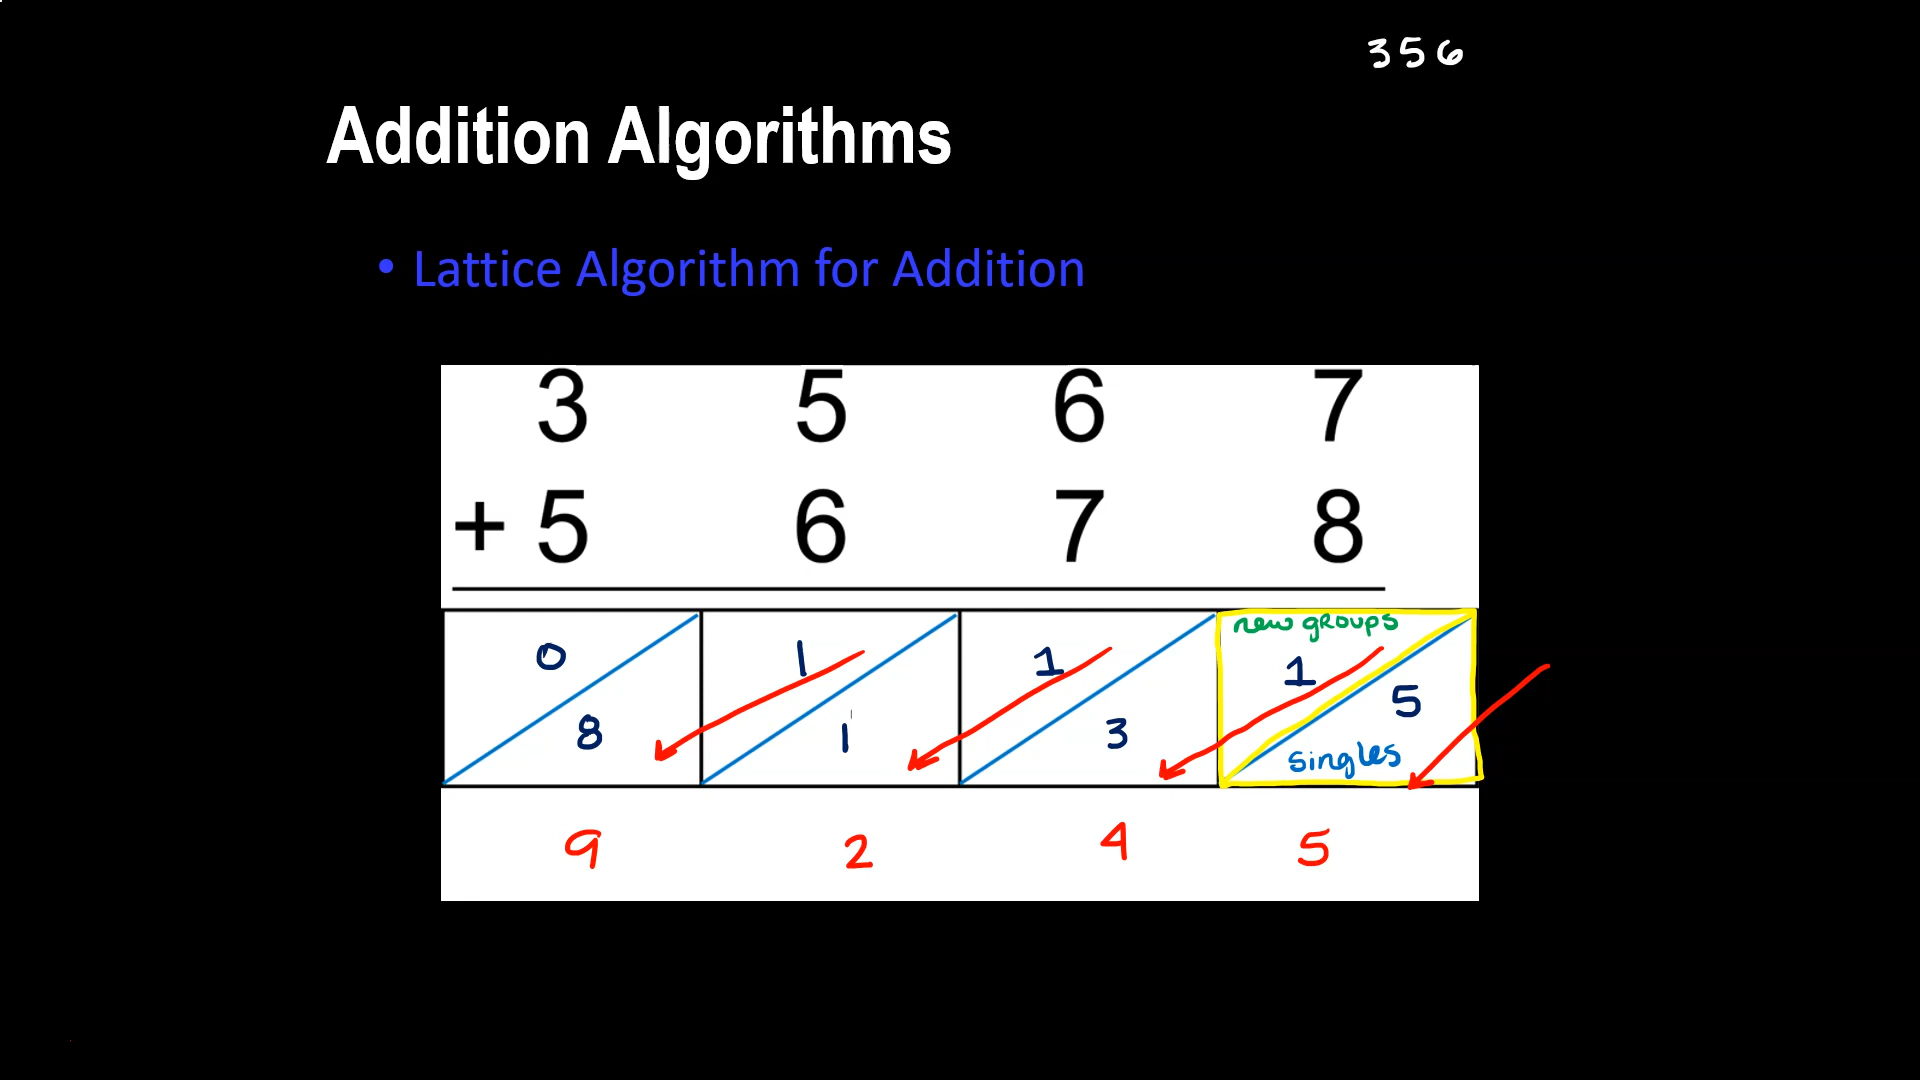 356
Addition Algorithms
• Lattice Algorithm for Addition
3 5 6 7
+ 5 6 7 8
new groups
0 1 1 1 5
8 1 3
singles
9 2 4 5